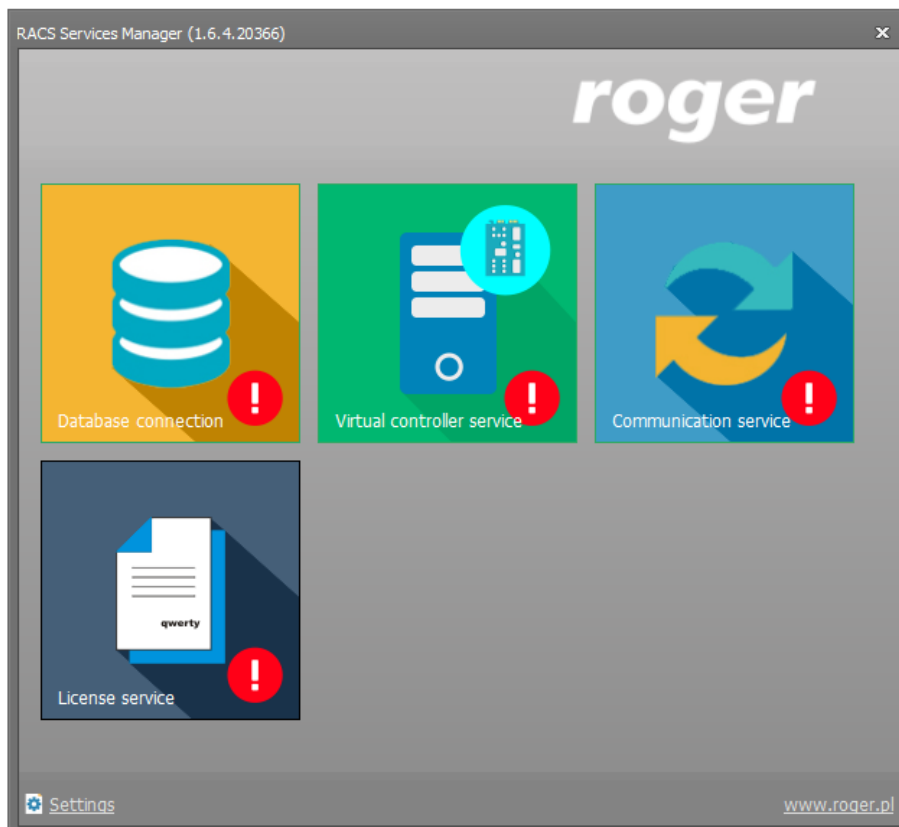 RACS Services Manager (1.6.4.20366)
roger
Database connection
Virtual controller service
Communication service
qwerty
License service
Settings
www.roger.pl